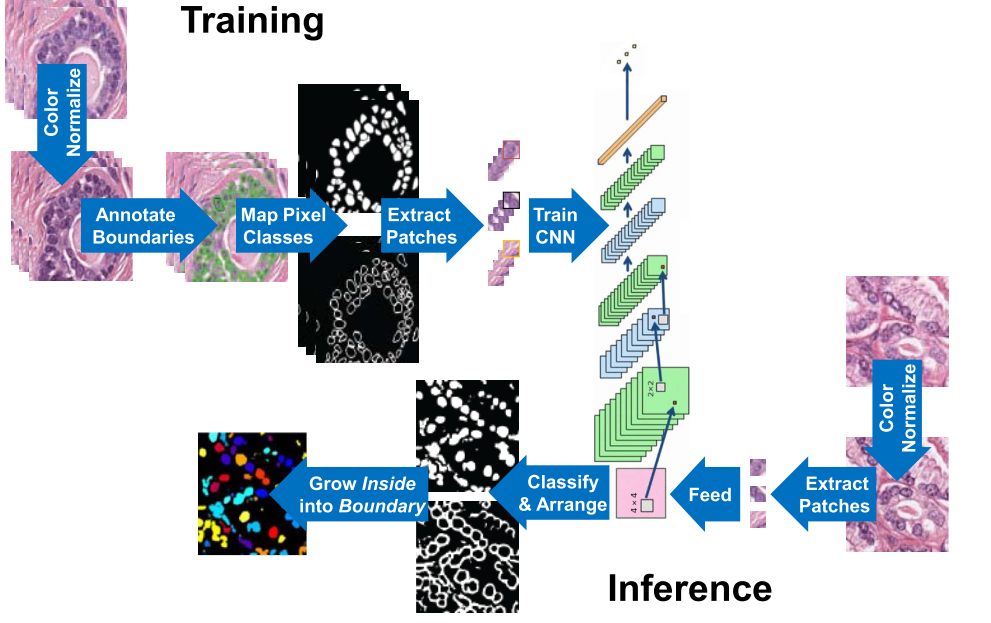 Training
Color
Normalize
Annotate
Boundaries
Map Pixel
Classes
Extract
Patches
Train
CNN
2×2
4×4
Color
Normalize
Extract
Patches
Feed
Classify
& Arrange
Grow Inside
into Boundary
Inference